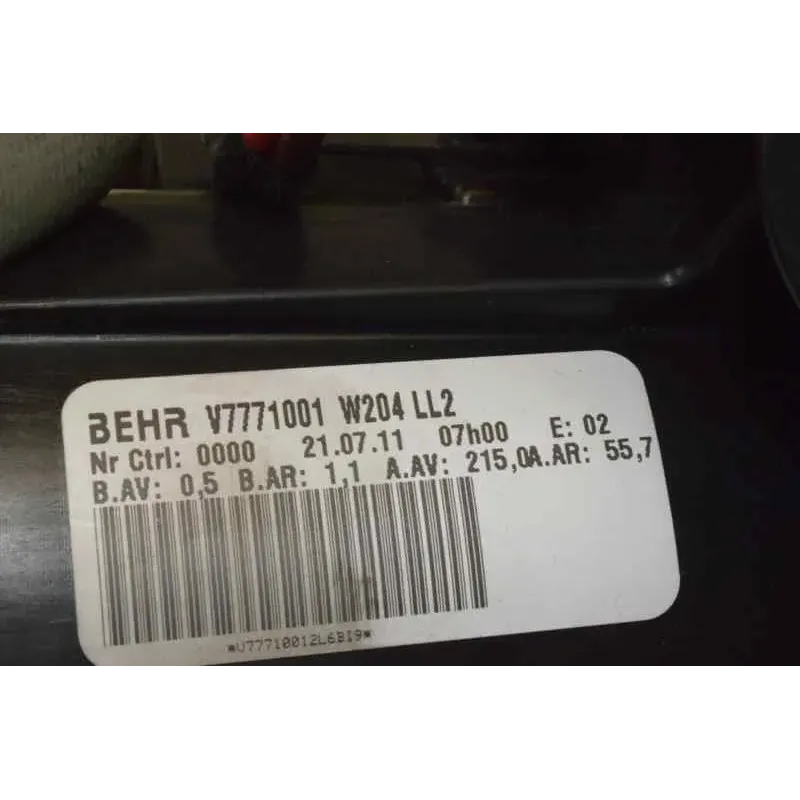 BEHR V7771001 W204 LL2
Nr Ctrl: 0000 21.07.11 07h00 E: 02
B.AV: 0,5 B.AR: 1,1 A.AV: 215,0A.AR: 55,7
*V77710012L6BI9*